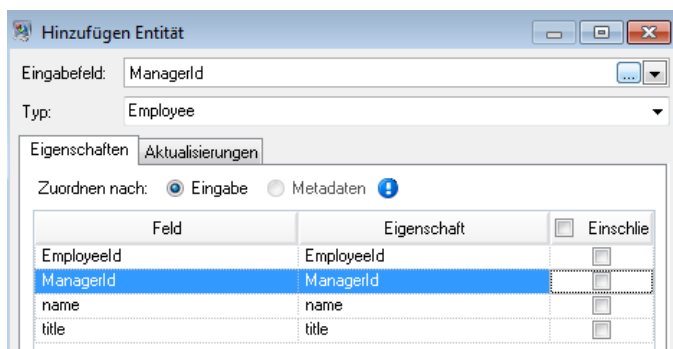 Hinzufügen Entität
Eingabefeld: ManagerId ...
Typ: Employee
Eigenschaften Aktualisierungen
Zuordnen nach: Eingabe Metadaten
Feld Eigenschaft Einschlie
EmployeeId EmployeeId
ManagerId ManagerId
name name
title title